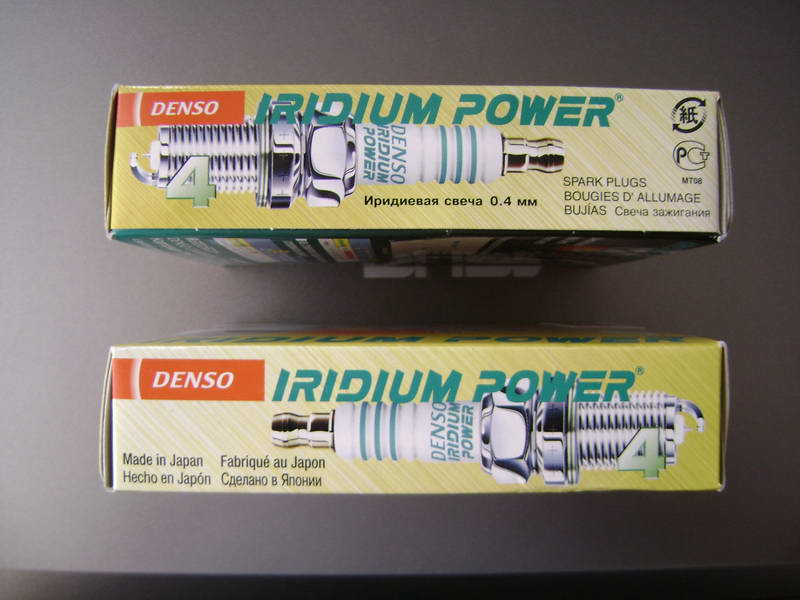 DENSO IRIDIUM POWER®
紙
DENSO
IRIDIUM
POWER
4
PC
MT08
Иридиевая свеча 0.4 мм
SPARK PLUGS
BOUGIES D' ALLUMAGE
BUJÍAS Свеча зажигания
DENSO IRIDIUM POWER®
DENSO
IRIDIUM
POWER
4
Made in Japan Fabriqué au Japon
Hecho en Japón Сделано в Японии